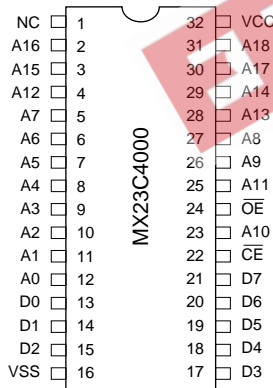 NC 1 32 VCC
A16 2 31 A18
A15 3 30 A17
A12 4 29 A14
A7 5 28 A13
A6 6 27 A8
A5 7 26 A9
A4 8 25 A11
A3 9 24 OE
A2 10 23 A10
A1 11 22 CE
A0 12 21 D7
D0 13 20 D6
D1 14 19 D5
D2 15 18 D4
VSS 16 17 D3
MX23C4000